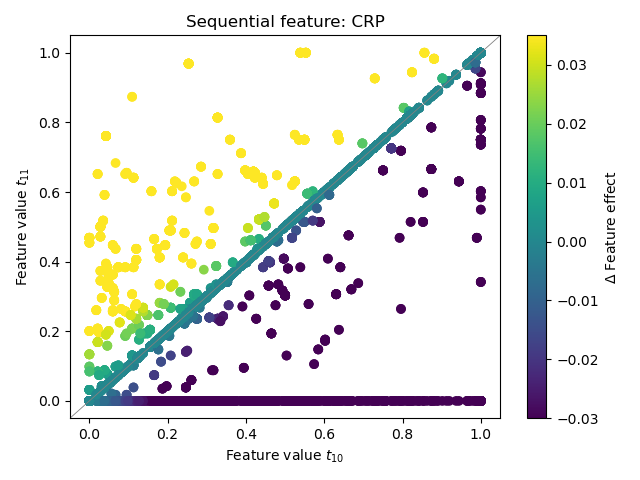 Sequential feature: CRP
Feature value t₁₁
1.0
0.8
0.6
0.4
0.2
0.0
0.0 0.2 0.4 0.6 0.8 1.0
Feature value t₁₀
0.03
0.02
0.01
0.00
−0.01
−0.02
−0.03
Δ Feature effect